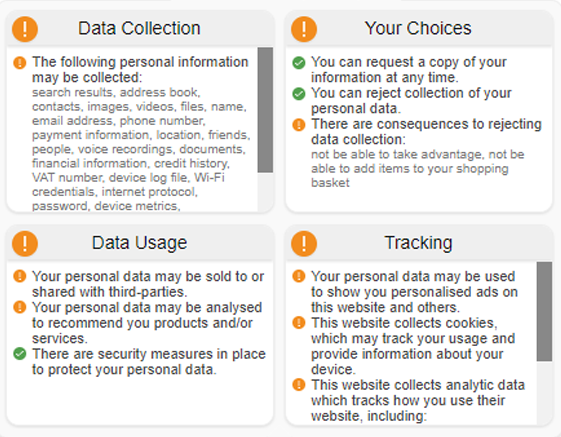 Data Collection
The following personal information
may be collected:
search results, address book,
contacts, images, videos, files, name,
email address, phone number,
payment information, location, friends,
people, voice recordings, documents,
financial information, credit history,
VAT number, device log file, Wi-Fi
credentials, internet protocol,
password, device metrics,
Your Choices
You can request a copy of your
information at any time.
You can reject collection of your
personal data.
There are consequences to rejecting
data collection:
not be able to take advantage, not be
able to add items to your shopping
basket
Data Usage
Your personal data may be sold to or
shared with third-parties.
Your personal data may be analysed
to recommend you products and/or
services.
There are security measures in place
to protect your personal data.
Tracking
Your personal data may be used
to show you personalised ads on
this website and others.
This website collects cookies,
which may track your usage and
provide information about your
device.
This website collects analytic data
which tracks how you use their
website, including: